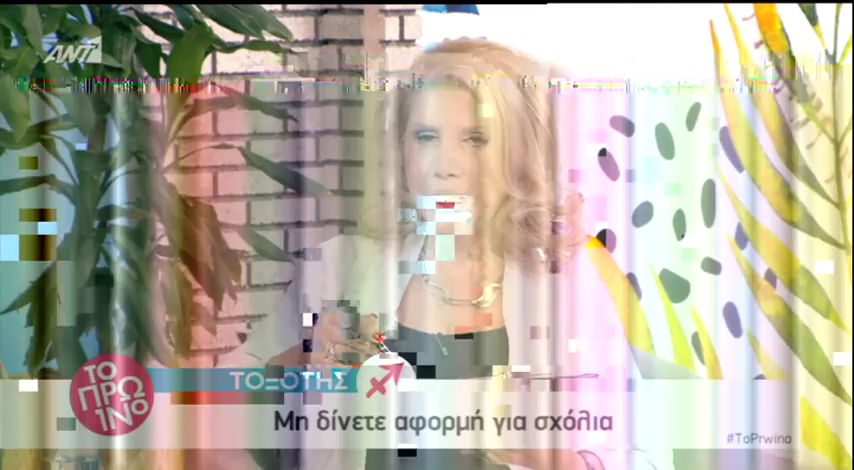 ANT1
ΤΟ
ΠΡΩ
ΙΝΟ
ΤΟΞΟΤΗΣ
Μη δίνετε αφορμή για σχόλια
#ToPrwino